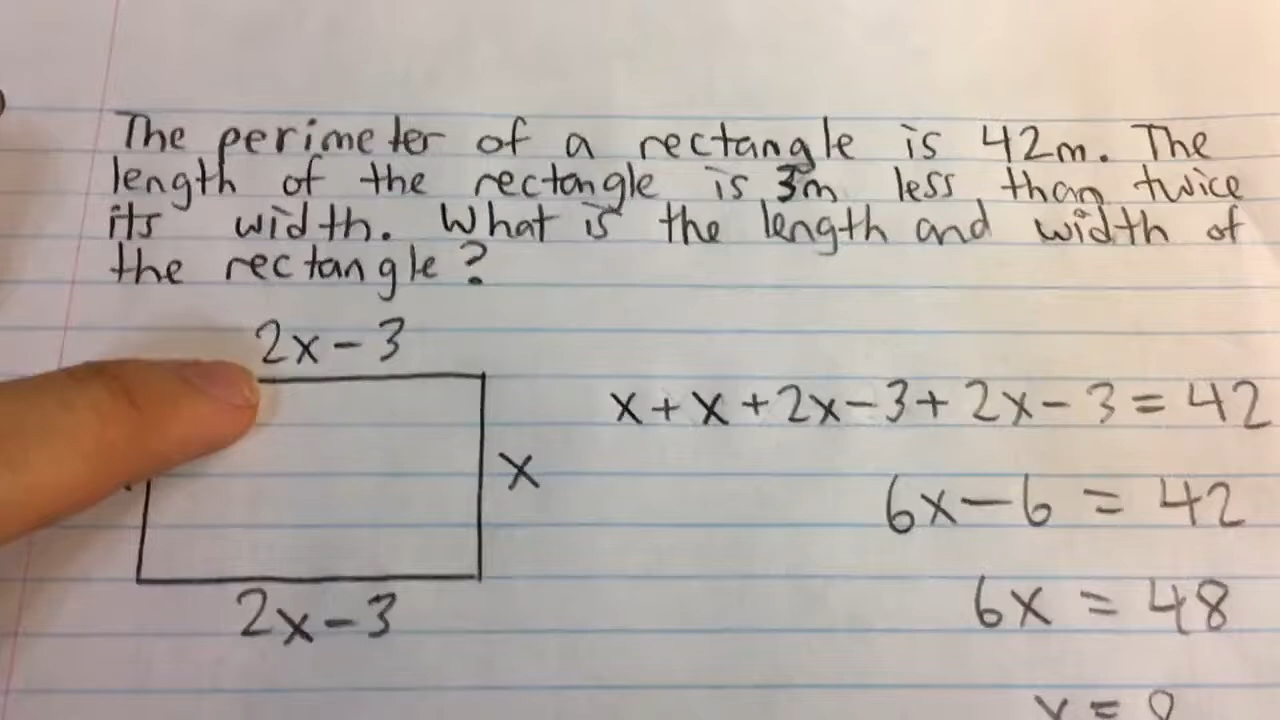 The perimeter of a rectangle is 42m. The
length of the rectangle is 3m less than twice
its width. What is the length and width of
the rectangle?
2x-3
x+x+2x-3+2x-3=42
x
6x-6=42
6x=48
2x-3